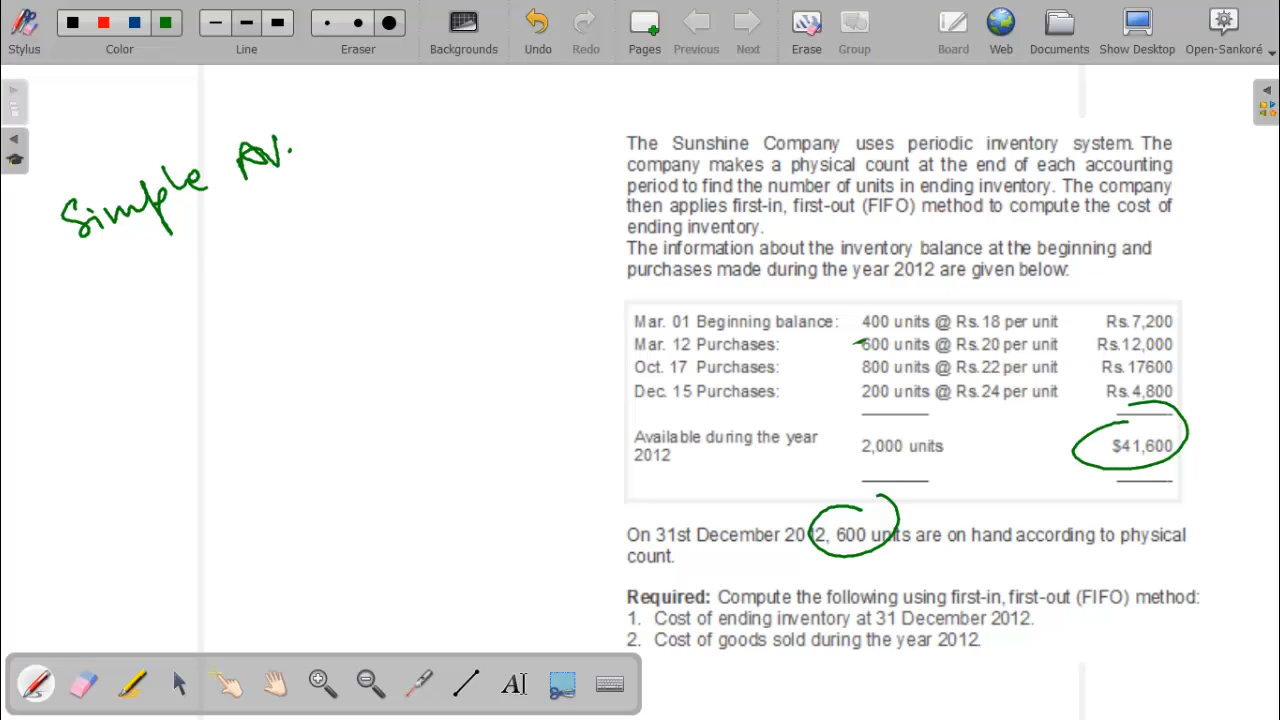 Stylus Color Line Eraser Backgrounds Undo Redo Pages Previous Next Erase Group Board Web Documents Show Desktop Open-Sankoré
Simple AV.
The Sunshine Company uses periodic inventory system. The
company makes a physical count at the end of each accounting
period to find the number of units in ending inventory. The company
then applies first-in, first-out (FIFO) method to compute the cost of
ending inventory.
The information about the inventory balance at the beginning and
purchases made during the year 2012 are given below:
Mar. 01 Beginning balance: 400 units @ Rs.18 per unit Rs.7,200
Mar. 12 Purchases: 600 units @ Rs.20 per unit Rs.12,000
Oct. 17 Purchases: 800 units @ Rs.22 per unit Rs.17600
Dec. 15 Purchases: 200 units @ Rs.24 per unit Rs.4,800
Available during the year
2012 2,000 units $41,600
On 31st December 2012, 600 units are on hand according to physical
count.
Required: Compute the following using first-in, first-out (FIFO) method:
1. Cost of ending inventory at 31 December 2012.
2. Cost of goods sold during the year 2012.